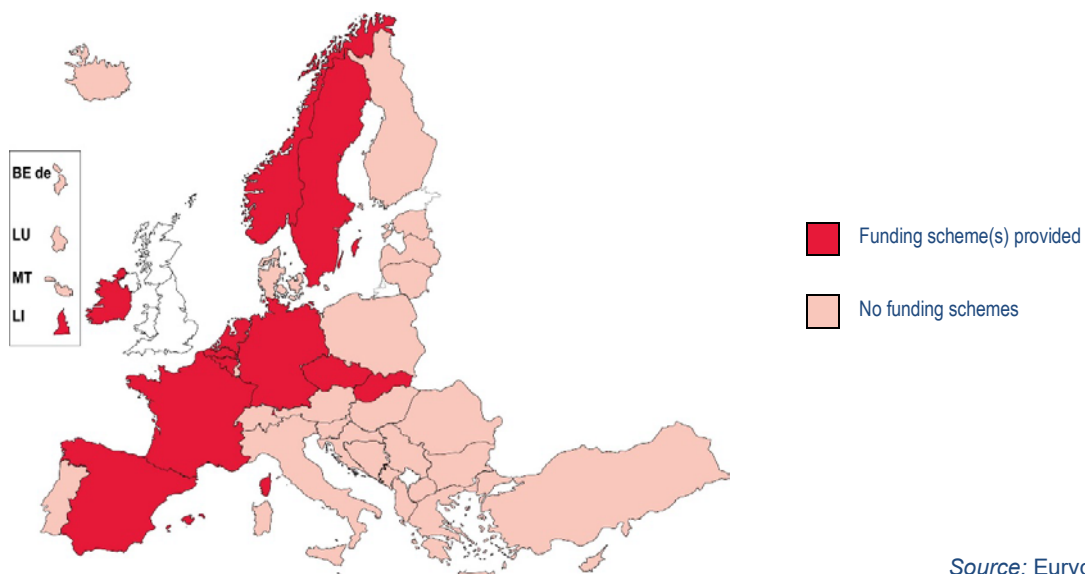 BE de
LU
MT
LI
Funding scheme(s) provided
No funding schemes
Source: